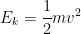 E_k = \frac{1}{2}mv^2